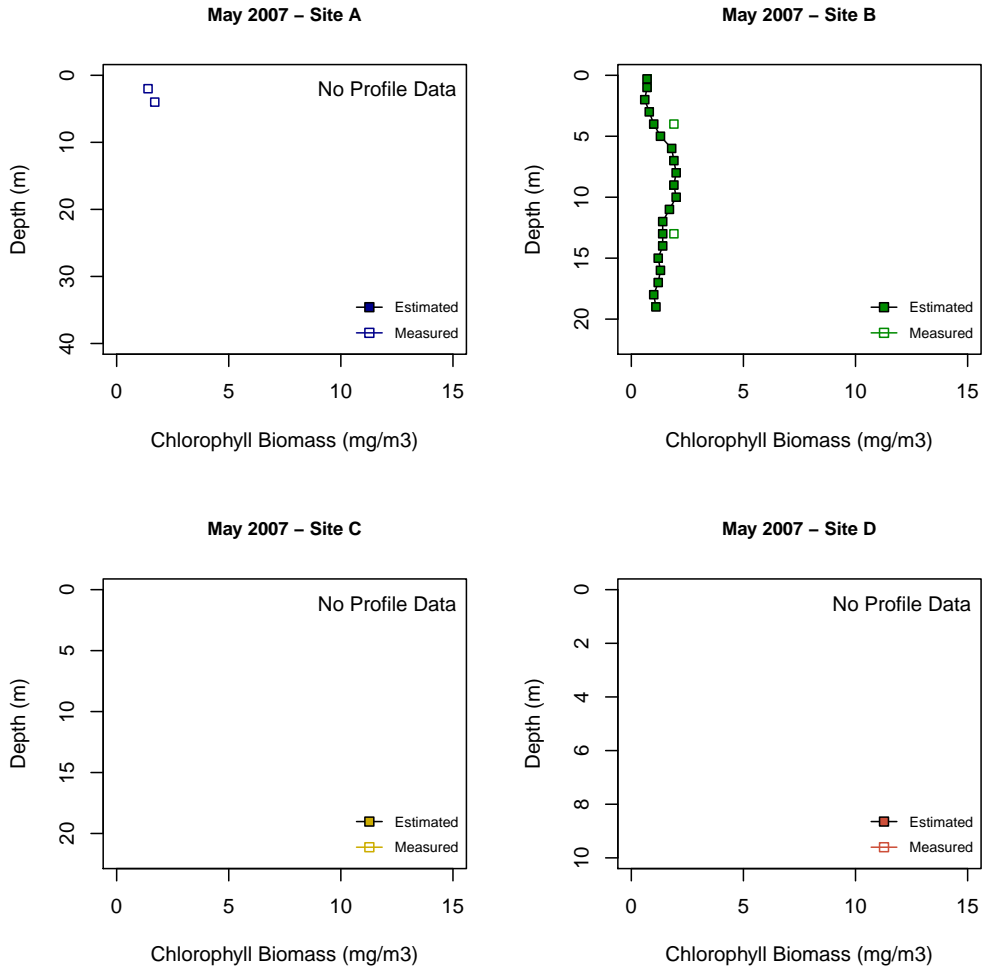 May 2007 – Site A
No Profile Data
Depth (m)
0
10
20
30
40
Estimated
Measured
0 5 10 15
Chlorophyll Biomass (mg/m3)
May 2007 – Site B
Depth (m)
0
5
10
15
20
Estimated
Measured
0 5 10 15
Chlorophyll Biomass (mg/m3)
May 2007 – Site C
No Profile Data
Depth (m)
0
5
10
15
20
Estimated
Measured
0 5 10 15
Chlorophyll Biomass (mg/m3)
May 2007 – Site D
No Profile Data
Depth (m)
0
2
4
6
8
10
Estimated
Measured
0 5 10 15
Chlorophyll Biomass (mg/m3)